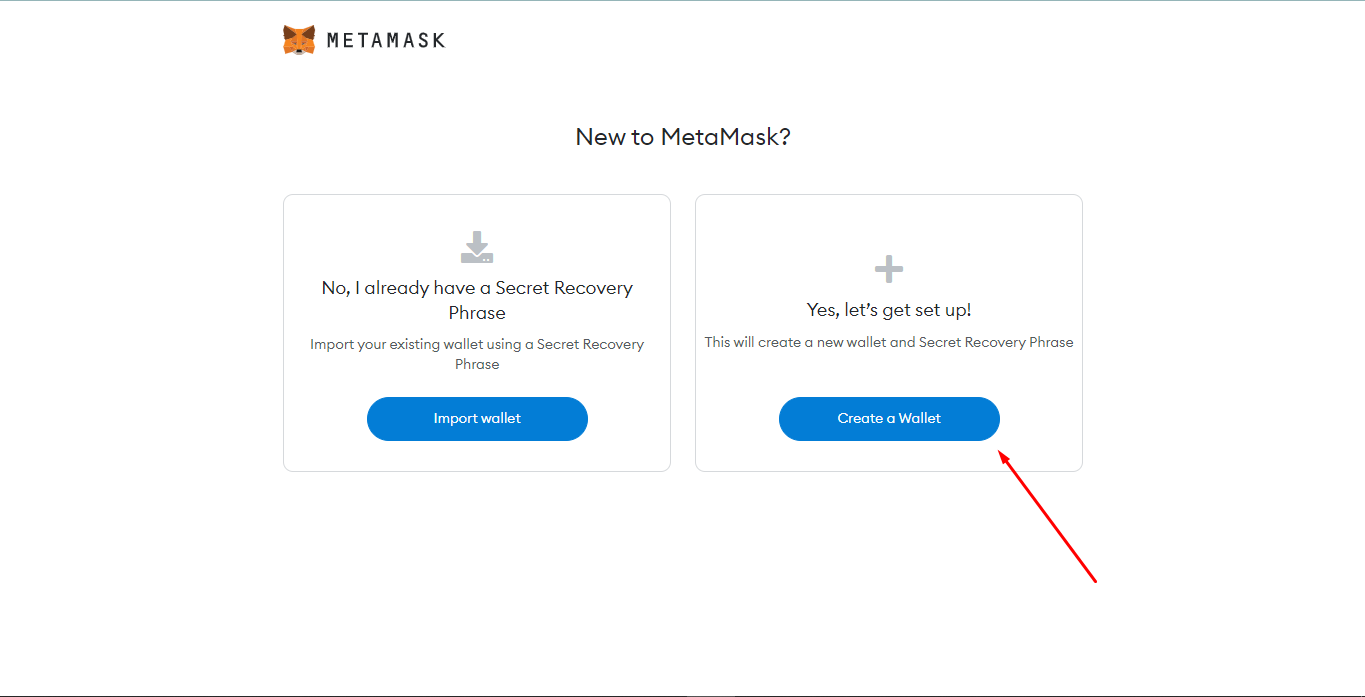 METAMASK
New to MetaMask?
No, I already have a Secret Recovery
Phrase
Import your existing wallet using a Secret Recovery
Phrase
Import wallet
Yes, let’s get set up!
This will create a new wallet and Secret Recovery Phrase
Create a Wallet